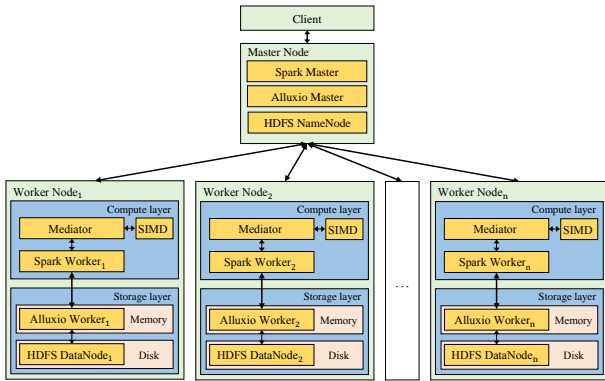 Client
Master Node
Spark Master
Alluxio Master
HDFS NameNode
Worker Node₁
Compute layer
Mediator
SIMD
Spark Worker₁
Storage layer
Alluxio Worker₁
Memory
HDFS DataNode₁
Disk
Worker Node₂
Compute layer
Mediator
SIMD
Spark Worker₂
Storage layer
Alluxio Worker₂
Memory
HDFS DataNode₂
Disk
...
Worker Nodeₙ
Compute layer
Mediator
SIMD
Spark Workerₙ
Storage layer
Alluxio Workerₙ
Memory
HDFS DataNodeₙ
Disk